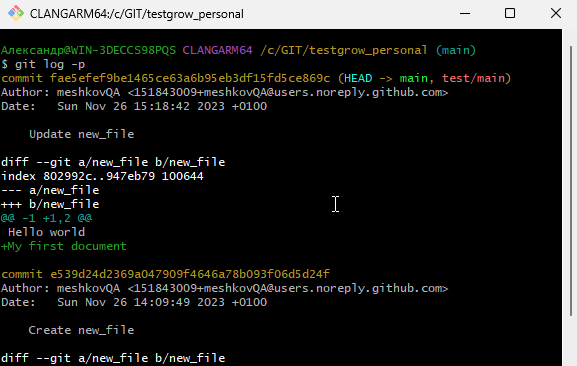 CLANGARM64:/c/GIT/testgrow_personal
Александр@WIN-3DECCS98PQS CLANGARM64 /c/GIT/testgrow_personal (main)
$ git log -p
commit fae5efef9be1465ce63a6b95eb3df15fd5ce869c (HEAD -> main, test/main)
Author: meshkovQA <151843009+meshkovQA@users.noreply.github.com>
Date:   Sun Nov 26 15:18:42 2023 +0100
    Update new_file
diff --git a/new_file b/new_file
index 802992c..947eb79 100644
--- a/new_file
+++ b/new_file
@@ -1 +1,2 @@
 Hello world
+My first document
commit e539d24d2369a047909f4646a78b093f06d5d24f
Author: meshkovQA <151843009+meshkovQA@users.noreply.github.com>
Date:   Sun Nov 26 14:09:49 2023 +0100
    Create new_file
diff --git a/new_file b/new_file